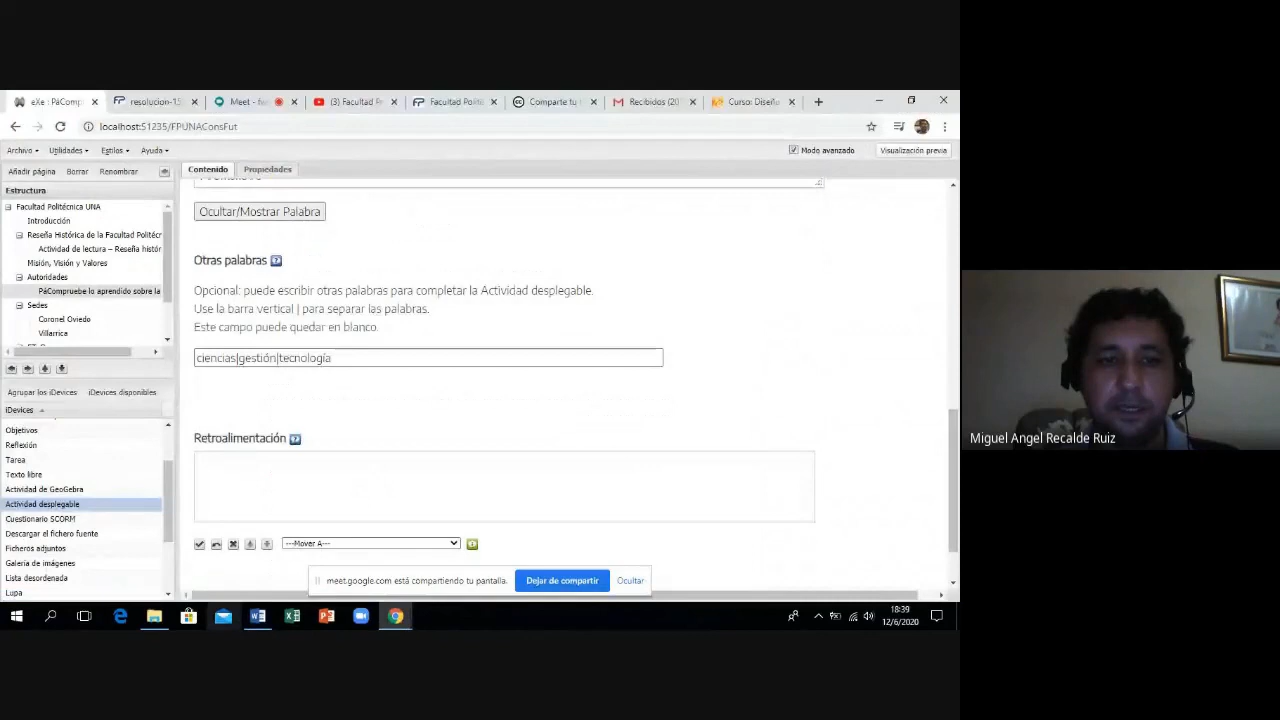 eXe : PáComp
resolucion-15
Meet - fa
(3) Facultad P
Facultad Polit
Comparte tu
Recibidos (20
Curso: Diseñ
localhost:51235/FPUNAConsFut
Archivo
Utilidades
Estilos
Ayuda
Modo avanzado
Visualización previa
Añadir página
Borrar
Renombrar
Contenido
Propiedades
Estructura
Facultad Politécnica UNA
Introducción
Reseña Histórica de la Facultad Politécr
Actividad de lectura – Reseña histór
Misión, Visión y Valores
Autoridades
PáCompruebe lo aprendido sobre la
Sedes
Coronel Oviedo
Villarrica
Agrupar los iDevices
iDevices disponibles
iDevices
Objetivos
Reflexión
Tarea
Texto libre
Actividad de GeoGebra
Actividad desplegable
Cuestionario SCORM
Descargar el fichero fuente
Ficheros adjuntos
Galería de imágenes
Lista desordenada
Lupa
Ocultar/Mostrar Palabra
Otras palabras
Opcional: puede escribir otras palabras para completar la Actividad desplegable.
Use la barra vertical | para separar las palabras.
Este campo puede quedar en blanco.
ciencias|gestión|tecnología
Retroalimentación
---Mover A---
meet.google.com está compartiendo tu pantalla.
Dejar de compartir
Ocultar
18:39
12/6/2020
Miguel Angel Recalde Ruiz